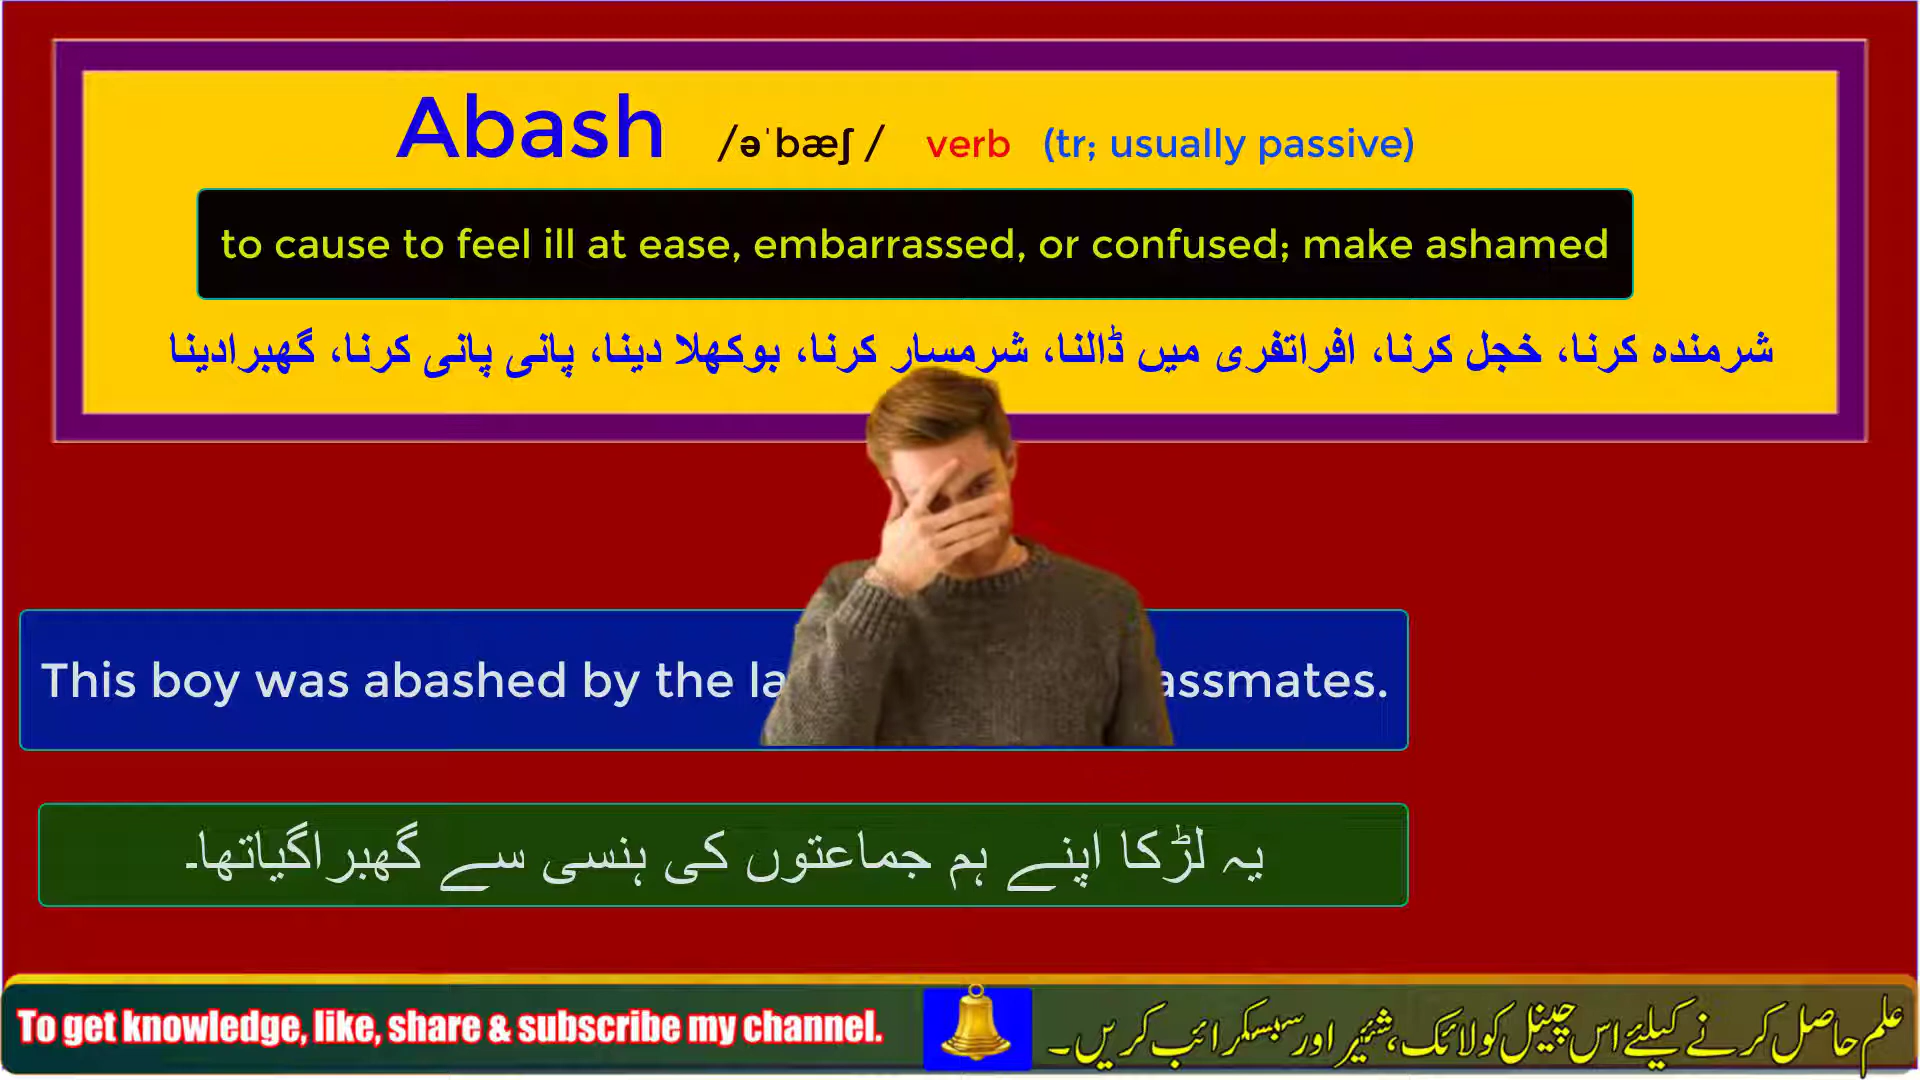 Abash /əˈbæʃ / verb (tr; usually passive)
to cause to feel ill at ease, embarrassed, or confused; make ashamed
شرمندہ کرنا، خجل کرنا، افراتفری میں ڈالنا، شرمسار کرنا، بوکھلا دینا، پانی پانی کرنا، گھبرادینا
This boy was abashed by the
یہ لڑکا اپنے ہم جماعتوں کی ہنسی سے گھبراگیاتھا۔
To get knowledge, like, share & subscribe my channel.
علم حاصل کرنے کیلئے اس چینل کو لائک، شیئر اور سبسکرائب کریں۔